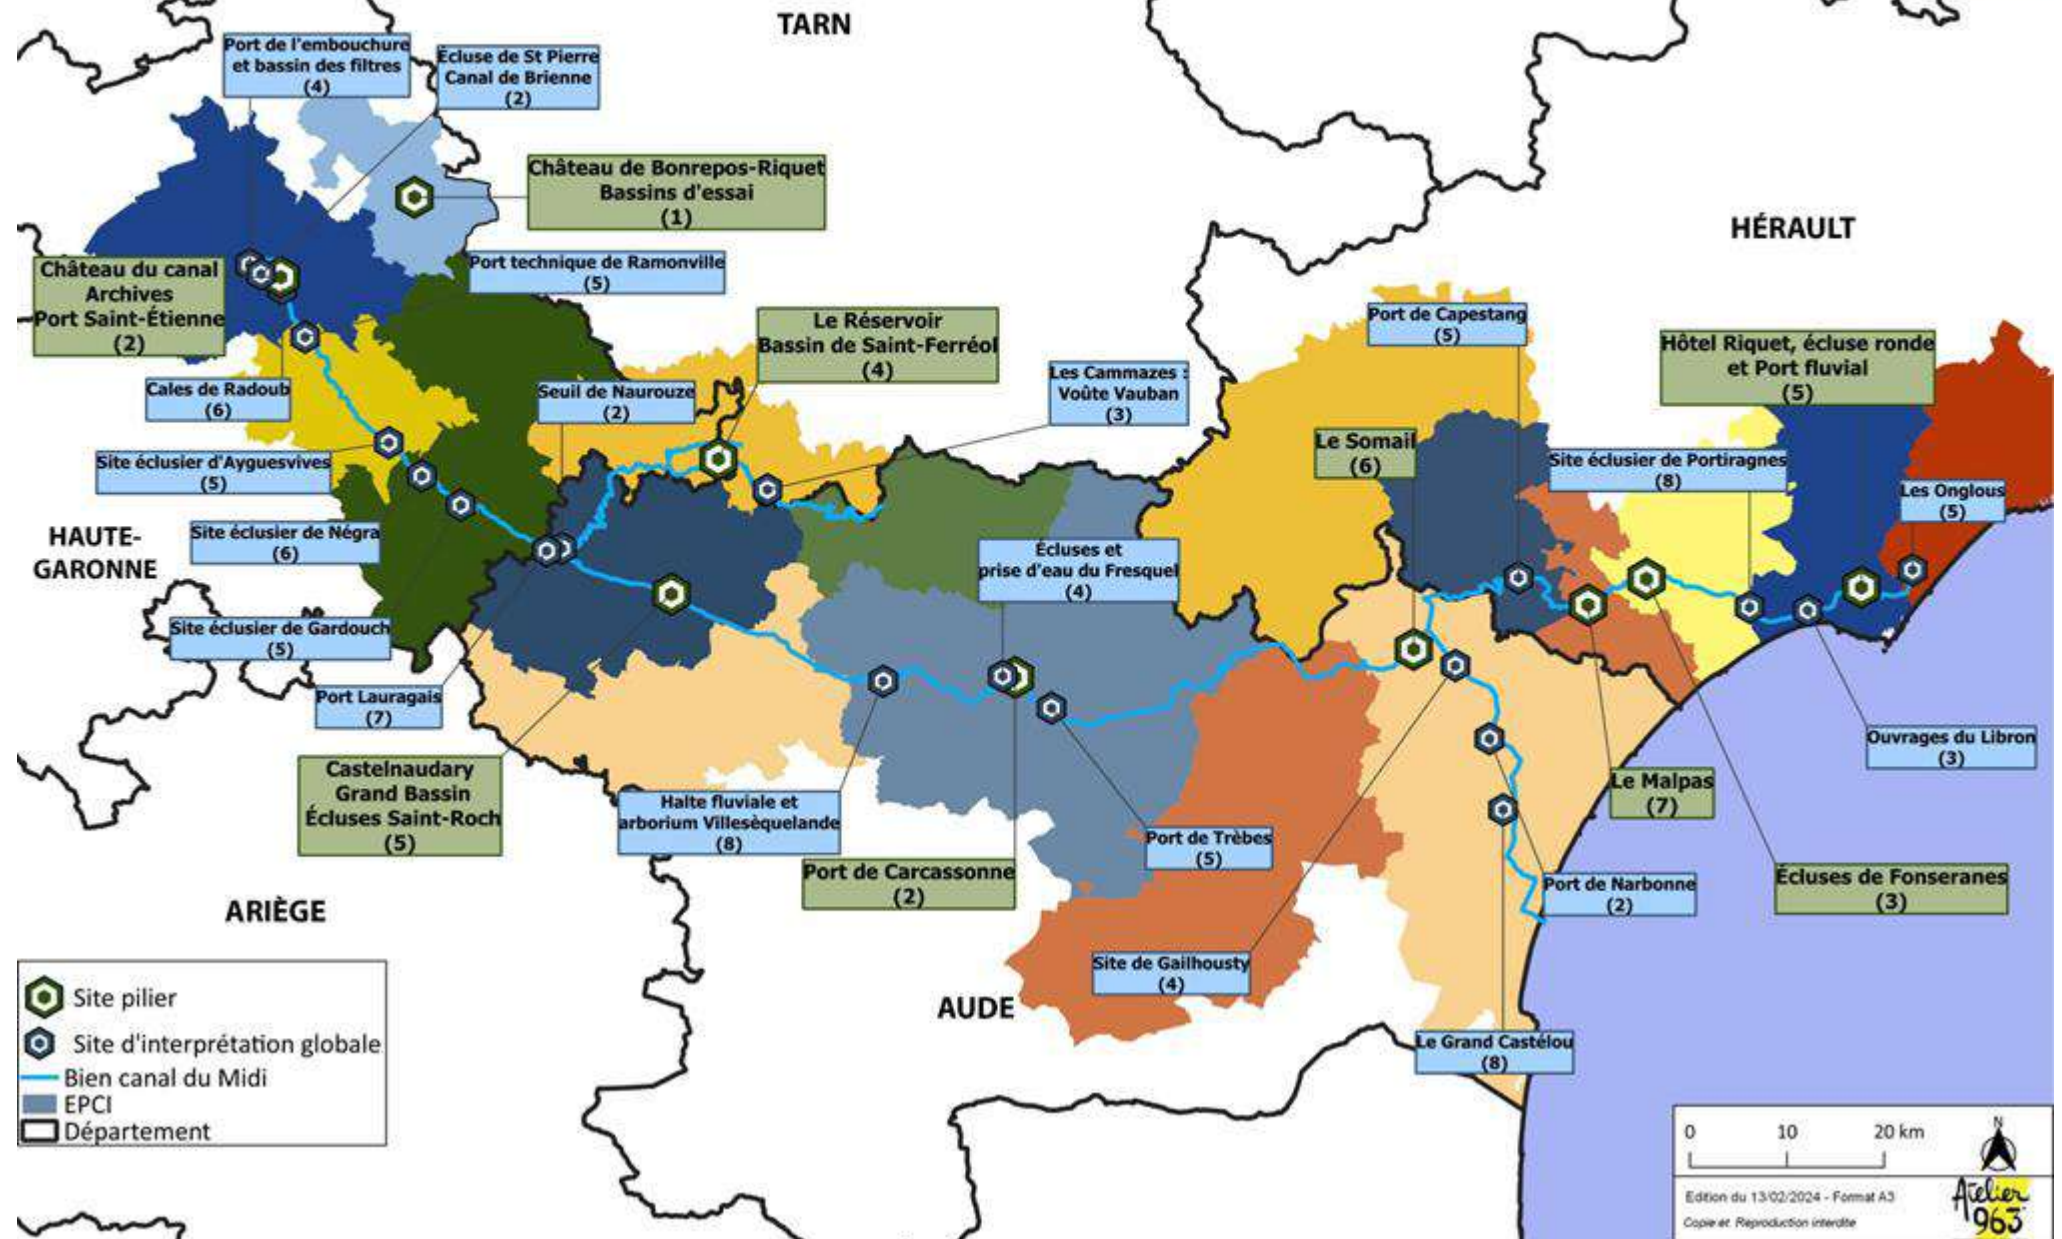 TARN
Port de l'embouchure
et bassin des filtres
(4)
Écluse de St Pierre
Canal de Brienne
(2)
Château de Bonrepos-Riquet
Bassins d'essai
(1)
HÉRAULT
Château du canal
Archives
Port Saint-Étienne
(2)
Port technique de Ramonville
(5)
Le Réservoir
Bassin de Saint-Ferréol
(4)
Port de Capestang
(5)
Hôtel Riquet, écluse ronde
et Port fluvial
(5)
Cales de Radoub
(6)
Seuil de Naurouze
(2)
Les Cammazes :
Voûte Vauban
(3)
Le Somail
(6)
Site éclusier d'Ayguesvives
(5)
Site éclusier de Portiragnes
(8)
Les Onglous
(5)
HAUTE-
GARONNE
Site éclusier de Négra
(6)
Écluses et
prise d'eau du Fresquel
(4)
Site éclusier de Gardouch
(5)
Port Lauragais
(7)
Ouvrages du Libron
(3)
Castelnaudary
Grand Bassin
Écluses Saint-Roch
(5)
Halte fluviale et
arborium Villesèquelande
(8)
Le Malpas
(7)
Port de Trèbes
(5)
Port de Carcassonne
(2)
Port de Narbonne
(2)
Écluses de Fonseranes
(3)
ARIÈGE
Site de Gailhousty
(4)
AUDE
Le Grand Castélou
(8)
Site pilier
Site d'interprétation globale
Bien canal du Midi
EPCI
Département
0 10 20 km
N
Edition du 13/02/2024 - Format A3
Copie et Reproduction interdite
Atelier
963